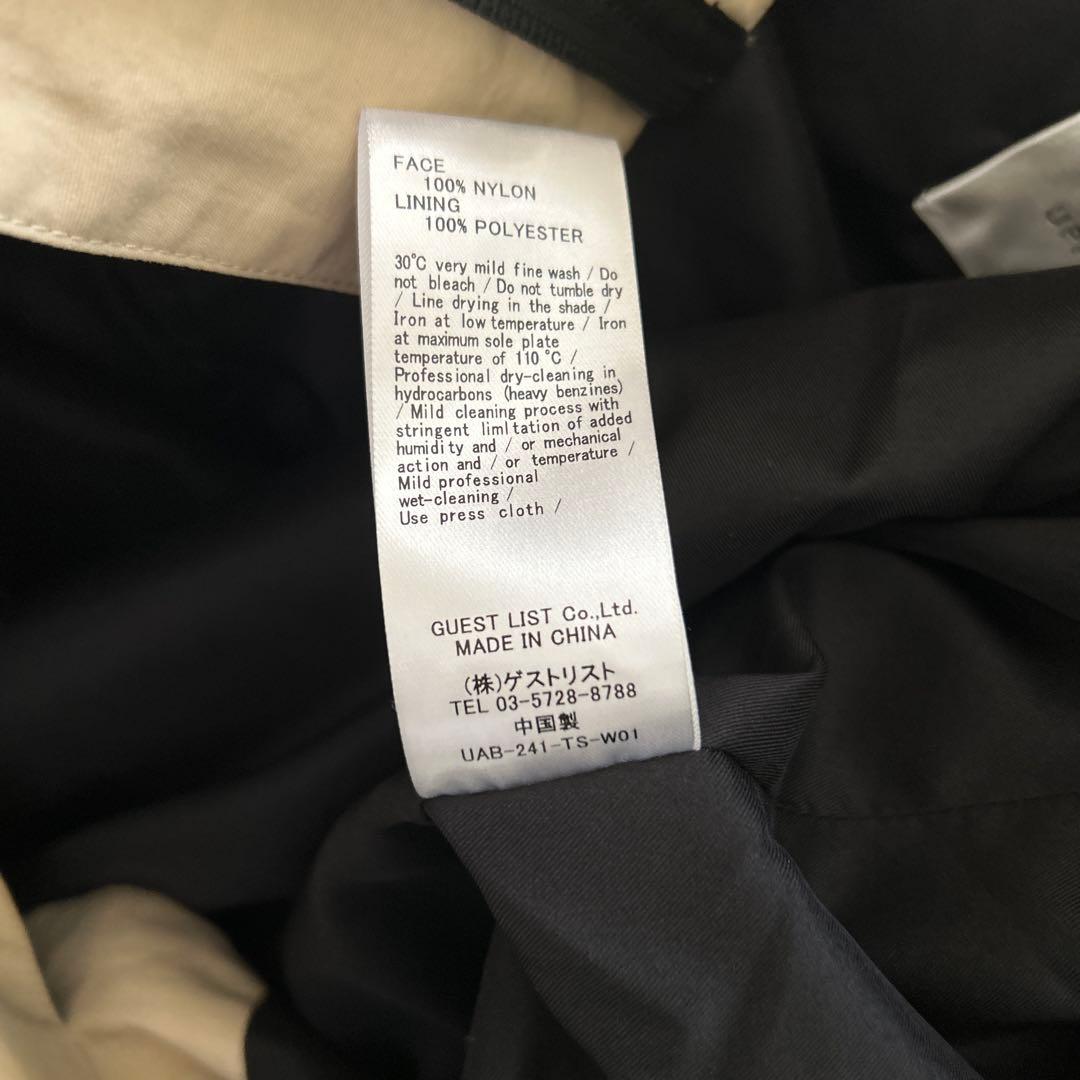 FACE
100% NYLON
LINING
100% POLYESTER
30°C very mild fine wash / Do
not bleach / Do not tumble dry
/ Line drying in the shade /
Iron at low temperature / Iron
at maximum sole plate
temperature of 110 °C /
Professional dry-cleaning in
hydrocarbons (heavy benzines)
/ Mild cleaning process with
stringent limltation of added
humidity and / or mechanical
action and / or temperature /
Mild professional
wet-cleaning /
Use press cloth /
GUEST LIST Co.,Ltd.
MADE IN CHINA
(株)ゲストリスト
TEL 03-5728-8788
中国製
UAB-241-TS-W01